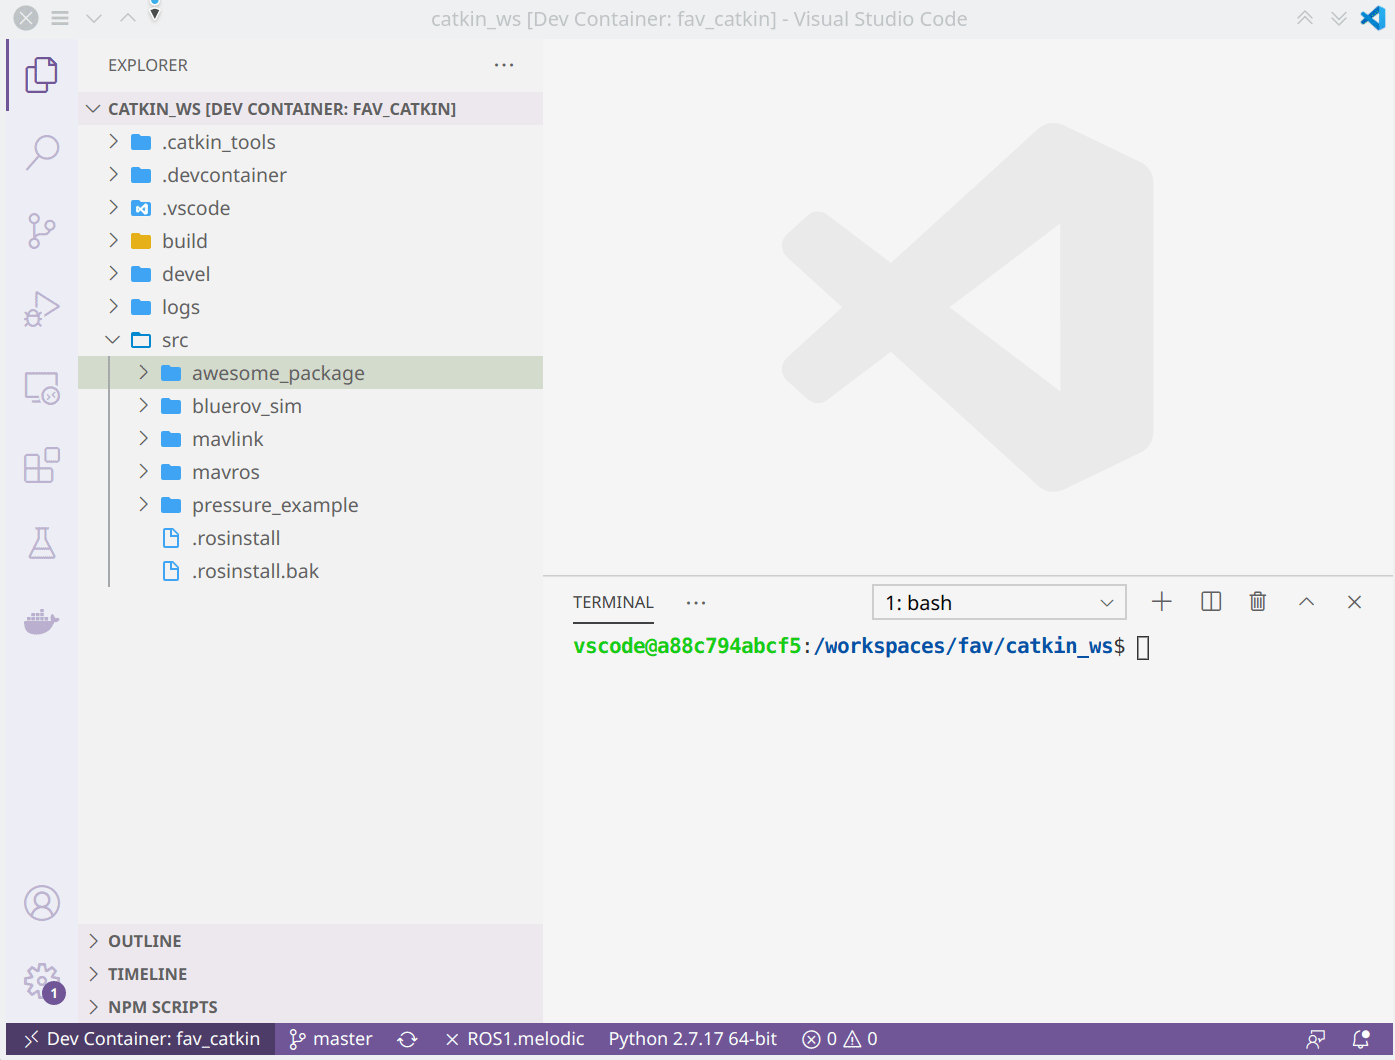 catkin_ws [Dev Container: fav_catkin] - Visual Studio Code
EXPLORER
CATKIN_WS [DEV CONTAINER: FAV_CATKIN]
.catkin_tools
.devcontainer
.vscode
build
devel
logs
src
awesome_package
bluerov_sim
mavlink
mavros
pressure_example
.rosinstall
.rosinstall.bak
OUTLINE
TIMELINE
NPM SCRIPTS
TERMINAL 1: bash
vscode@a88c794abcf5:/workspaces/fav/catkin_ws$
1
Dev Container: fav_catkin master ROS1.melodic Python 2.7.17 64-bit 0 0